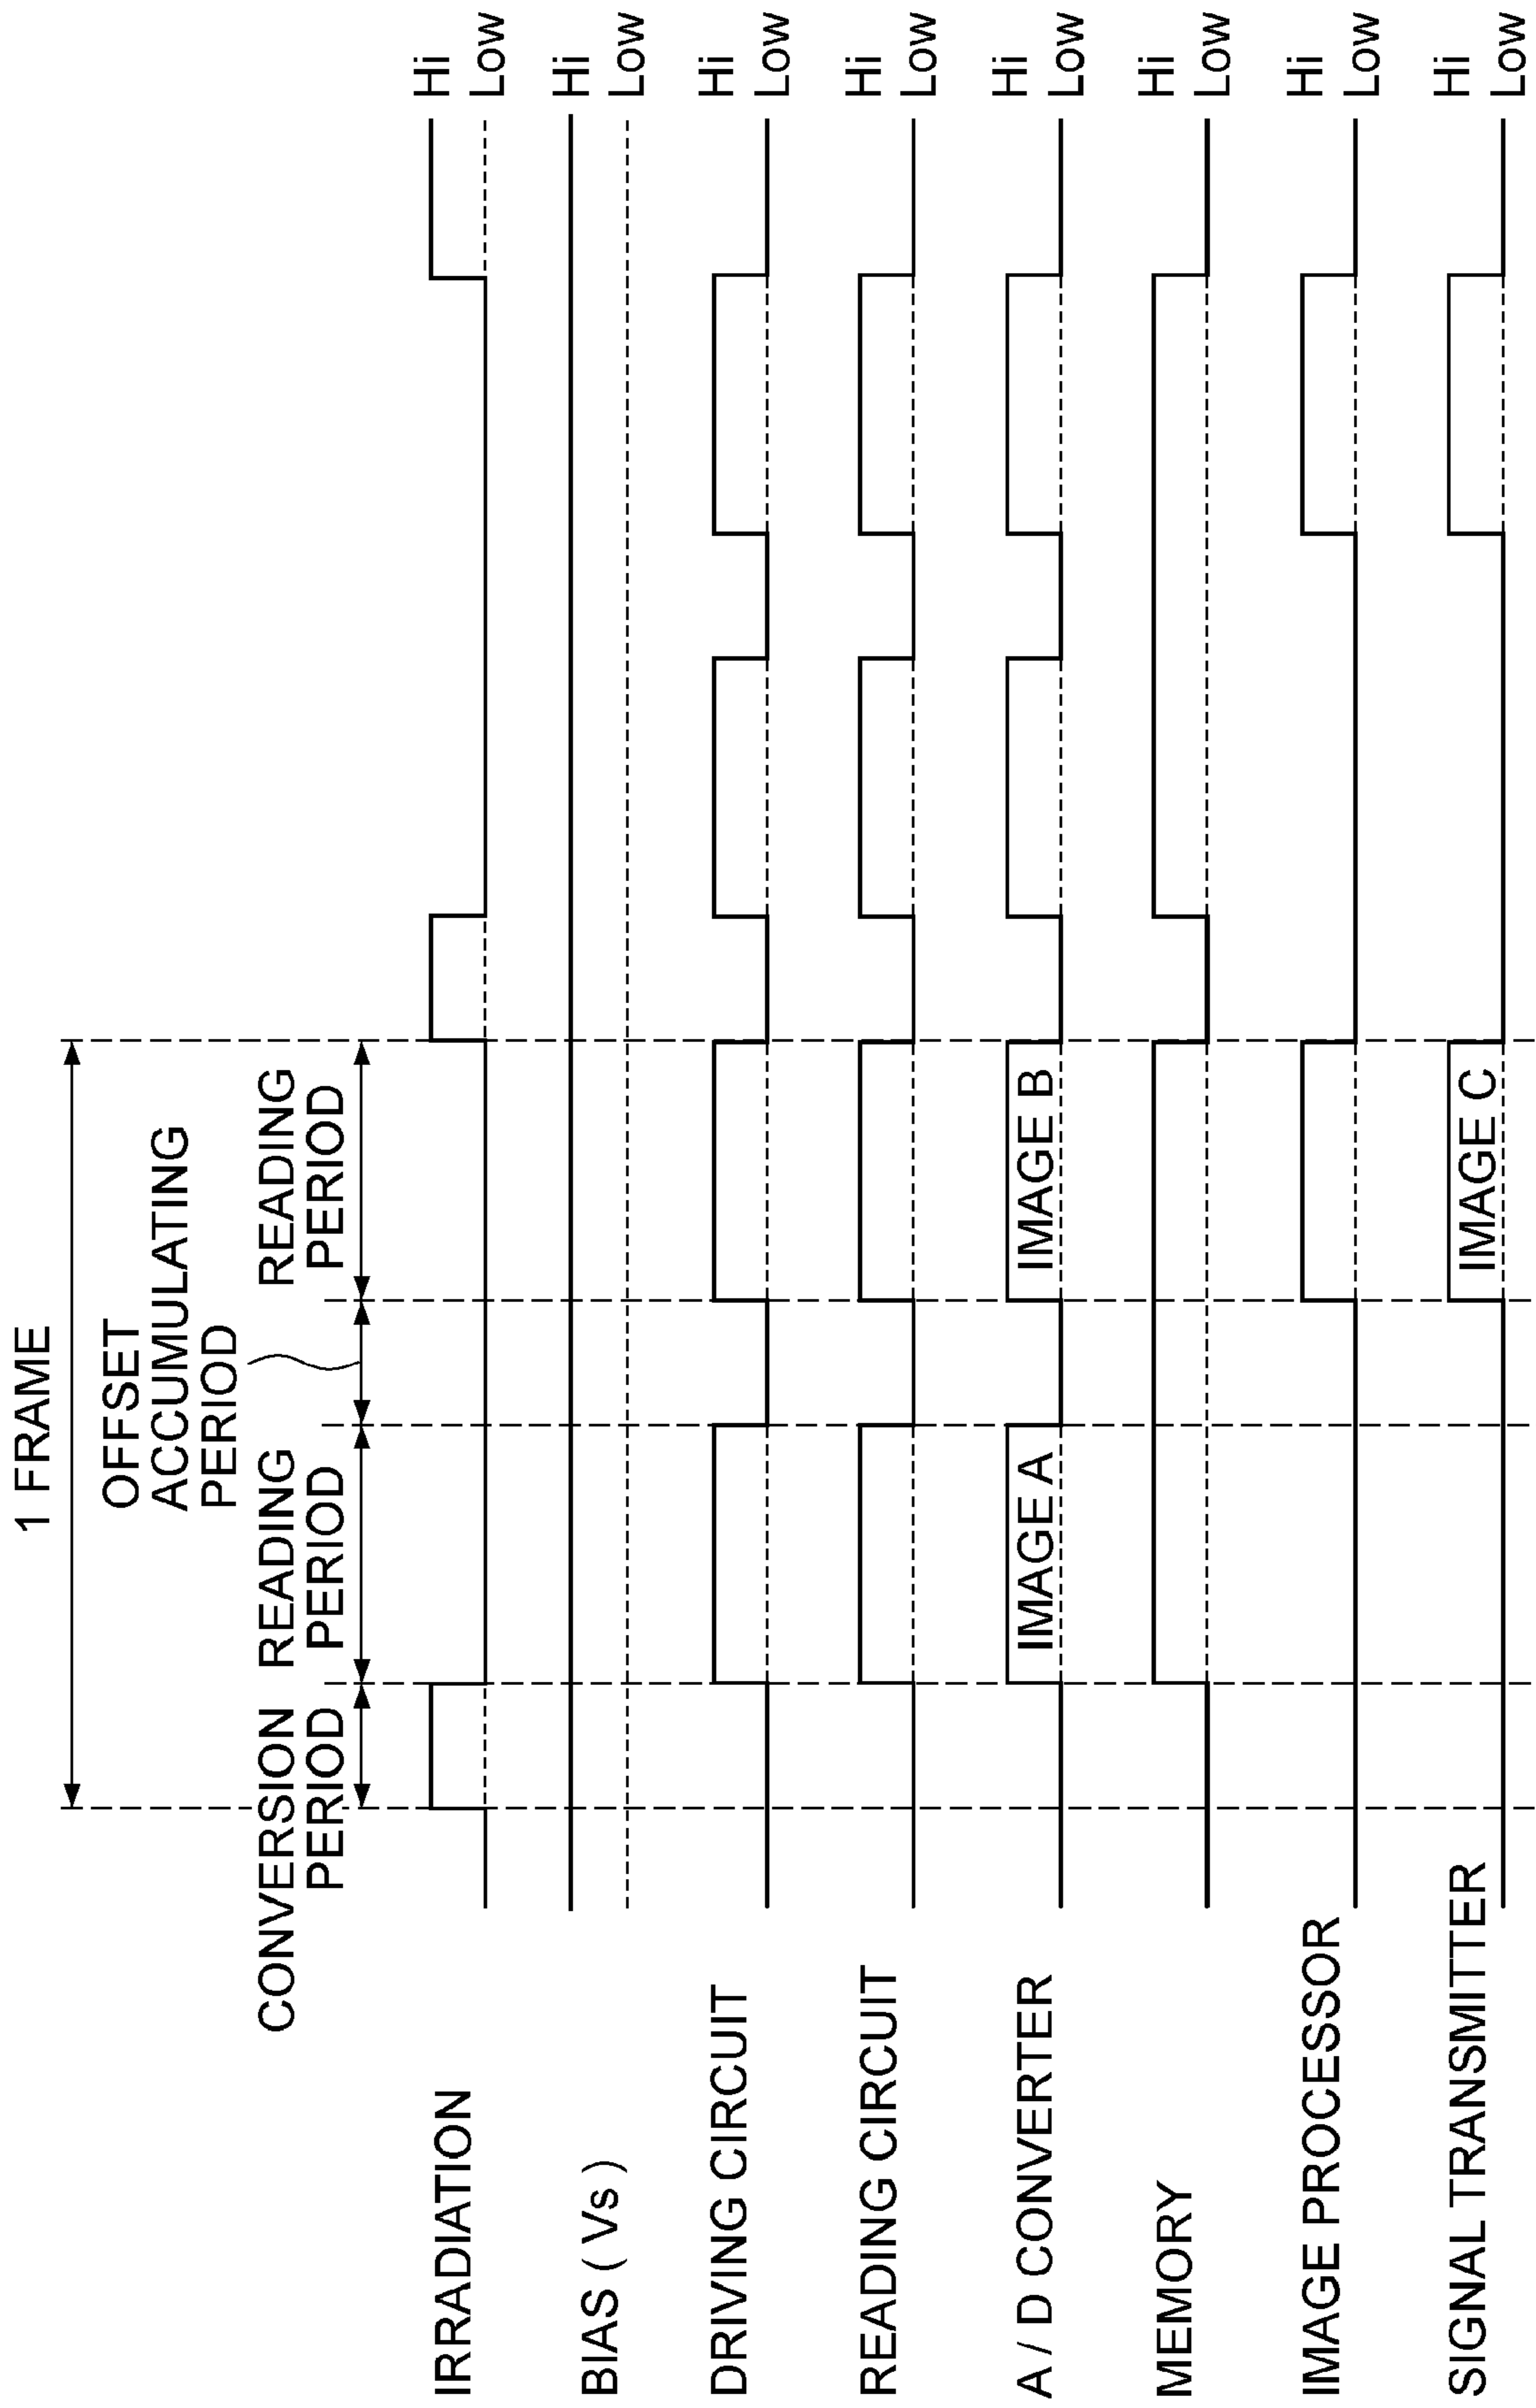 1 FRAME
OFFSET
ACCUMULATING
PERIOD
CONVERSION
PERIOD
READING
PERIOD
READING
PERIOD
IRRADIATION
Hi
Low
BIAS ( Vs )
Hi
Low
DRIVING CIRCUIT
Hi
Low
READING CIRCUIT
Hi
Low
A / D CONVERTER
IMAGE A
IMAGE B
Hi
Low
MEMORY
Hi
Low
IMAGE PROCESSOR
Hi
Low
SIGNAL TRANSMITTER
IMAGE C
Hi
Low